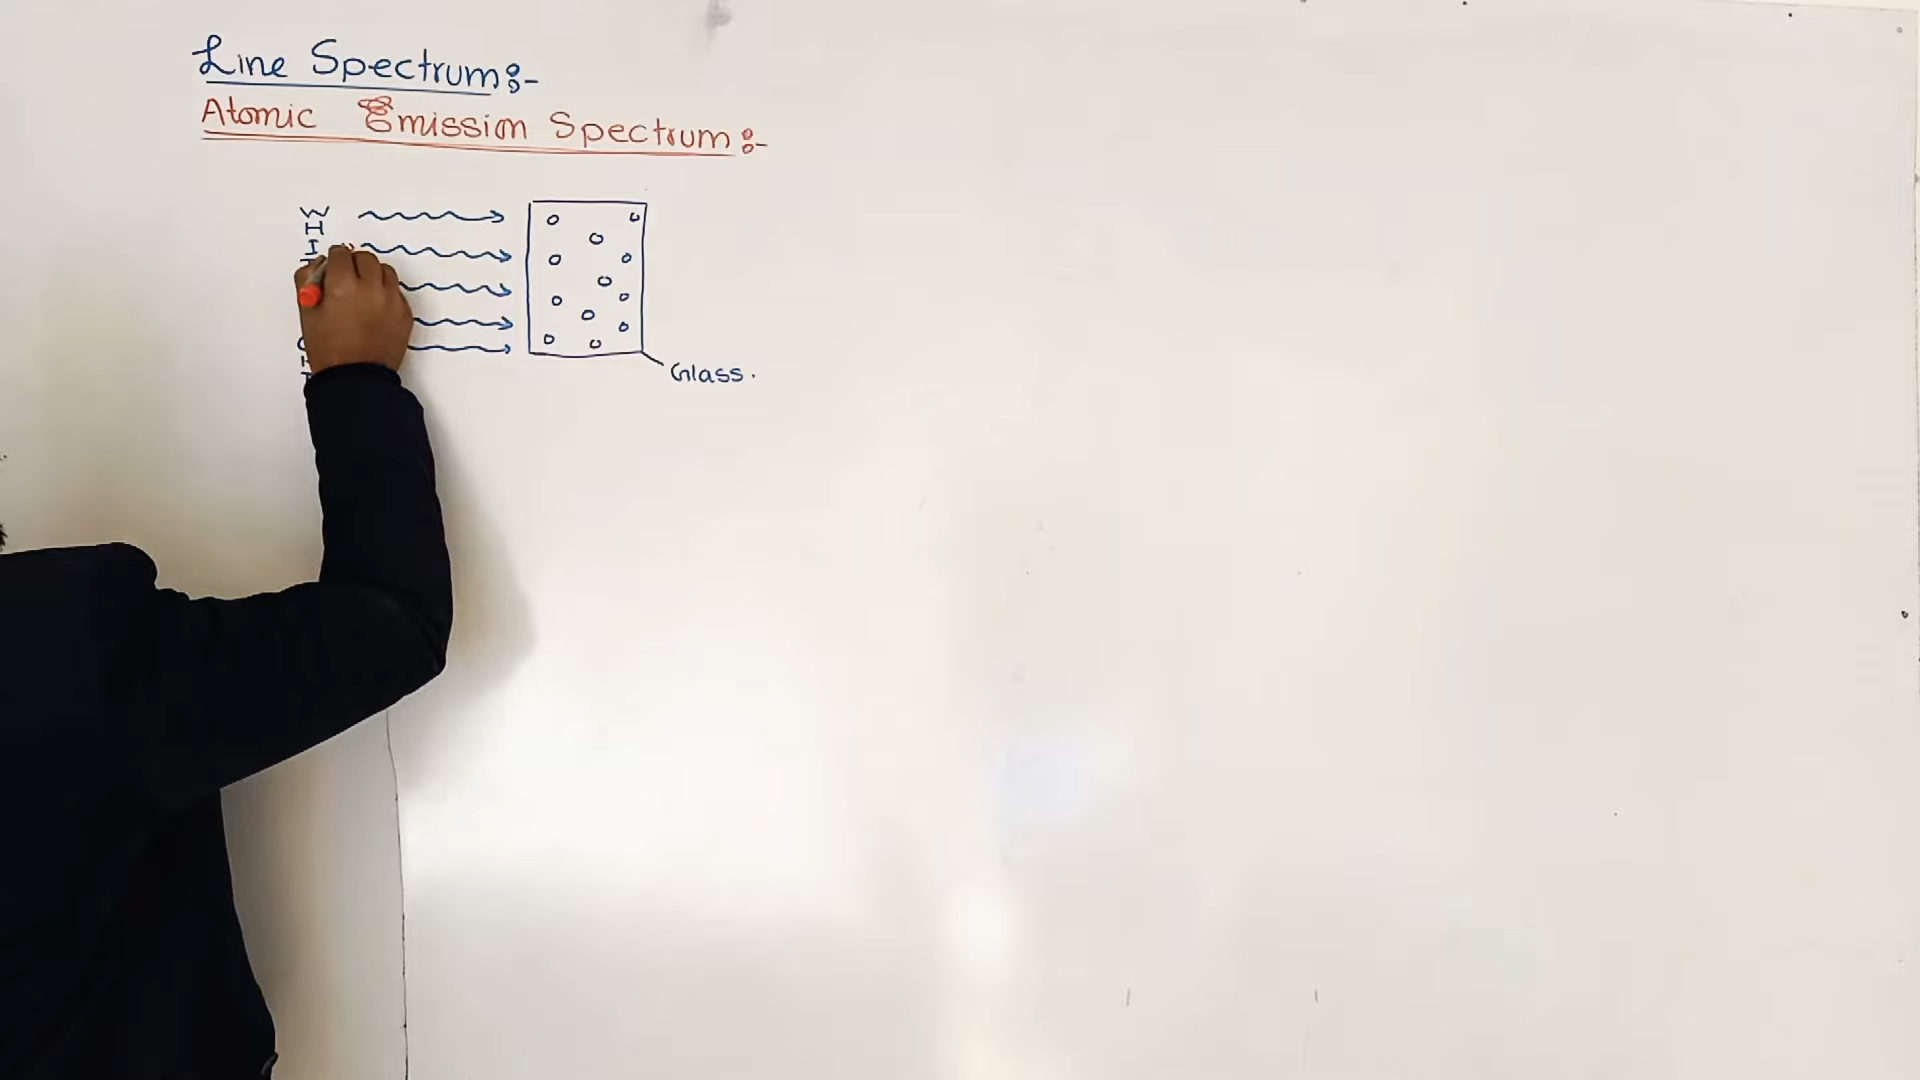 Line Spectrum:-
Atomic Emission Spectrum:-
W
H
I
Glass.